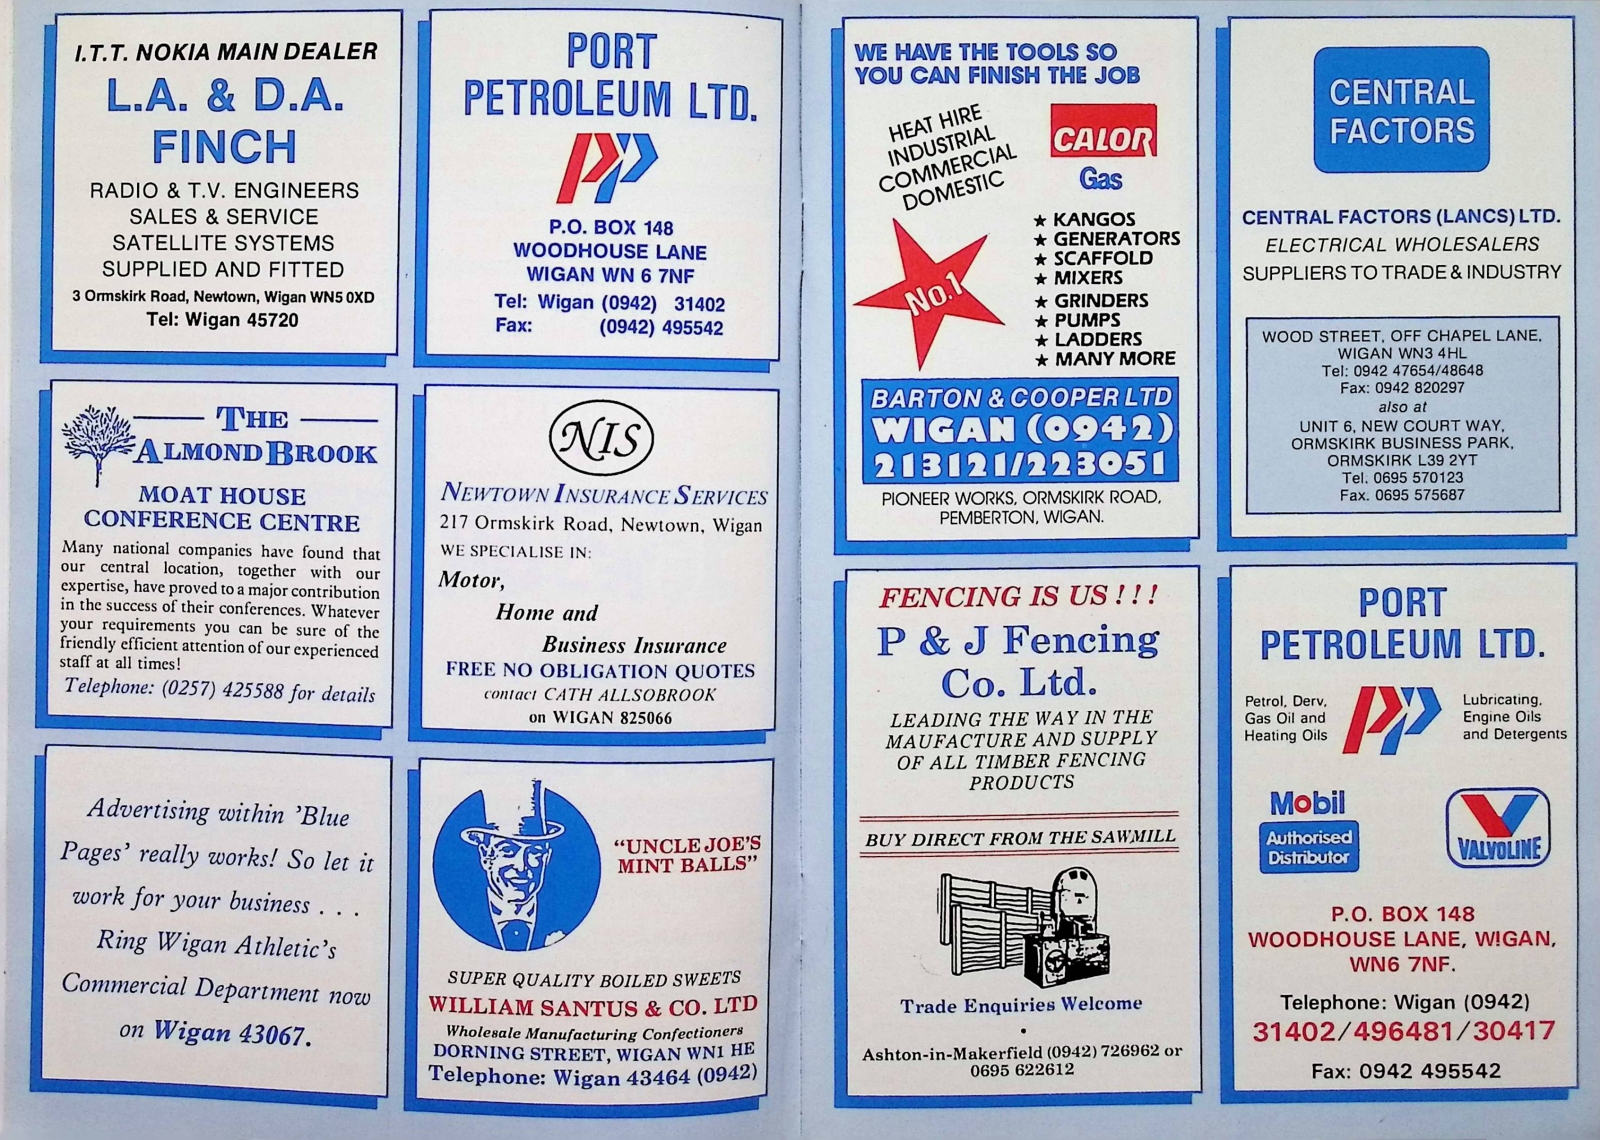 I.T.T. NOKIA MAIN DEALER
L.A. & D.A.
FINCH
RADIO & T.V. ENGINEERS
SALES & SERVICE
SATELLITE SYSTEMS
SUPPLIED AND FITTED
3 Ormskirk Road, Newtown, Wigan WN5 0XD
Tel: Wigan 45720
PORT
PETROLEUM LTD.
PP
P.O. BOX 148
WOODHOUSE LANE
WIGAN WN 6 7NF
Tel: Wigan (0942) 31402
Fax: (0942) 495542
THE
ALMOND BROOK
MOAT HOUSE
CONFERENCE CENTRE
Many national companies have found that
our central location, together with our
expertise, have proved to a major contribution
in the success of their conferences. Whatever
your requirements you can be sure of the
friendly efficient attention of our experienced
staff at all times!
Telephone: (0257) 425588 for details
NIS
NEWTOWN INSURANCE SERVICES
217 Ormskirk Road, Newtown, Wigan
WE SPECIALISE IN:
Motor,
Home and
Business Insurance
FREE NO OBLIGATION QUOTES
contact CATH ALLSOBROOK
on WIGAN 825066
Advertising within 'Blue
Pages' really works! So let it
work for your business . . .
Ring Wigan Athletic's
Commercial Department now
on Wigan 43067.
"UNCLE JOE'S
MINT BALLS"
SUPER QUALITY BOILED SWEETS
WILLIAM SANTUS & CO. LTD
Wholesale Manufacturing Confectioners
DORNING STREET, WIGAN WN1 HE
Telephone: Wigan 43464 (0942)
WE HAVE THE TOOLS SO
YOU CAN FINISH THE JOB
HEAT HIRE
INDUSTRIAL
COMMERCIAL
DOMESTIC
CALOR
Gas
No.1
★ KANGOS
★ GENERATORS
★ SCAFFOLD
★ MIXERS
★ GRINDERS
★ PUMPS
★ LADDERS
★ MANY MORE
BARTON & COOPER LTD
WIGAN (0942)
213121/223051
PIONEER WORKS, ORMSKIRK ROAD,
PEMBERTON, WIGAN.
CENTRAL
FACTORS
CENTRAL FACTORS (LANCS) LTD.
ELECTRICAL WHOLESALERS
SUPPLIERS TO TRADE & INDUSTRY
WOOD STREET, OFF CHAPEL LANE,
WIGAN WN3 4HL
Tel: 0942 47654/48648
Fax: 0942 820297
also at
UNIT 6, NEW COURT WAY,
ORMSKIRK BUSINESS PARK,
ORMSKIRK L39 2YT
Tel. 0695 570123
Fax. 0695 575687
FENCING IS US ! ! !
P & J Fencing
Co. Ltd.
LEADING THE WAY IN THE
MAUFACTURE AND SUPPLY
OF ALL TIMBER FENCING
PRODUCTS
BUY DIRECT FROM THE SAWMILL
Trade Enquiries Welcome
•
Ashton-in-Makerfield (0942) 726962 or
0695 622612
PORT
PETROLEUM LTD.
Petrol, Derv,
Gas Oil and
Heating Oils
PP
Lubricating,
Engine Oils
and Detergents
Mobil
Authorised
Distributor
VALVOLINE
P.O. BOX 148
WOODHOUSE LANE, WIGAN,
WN6 7NF.
Telephone: Wigan (0942)
31402/496481/30417
Fax: 0942 495542